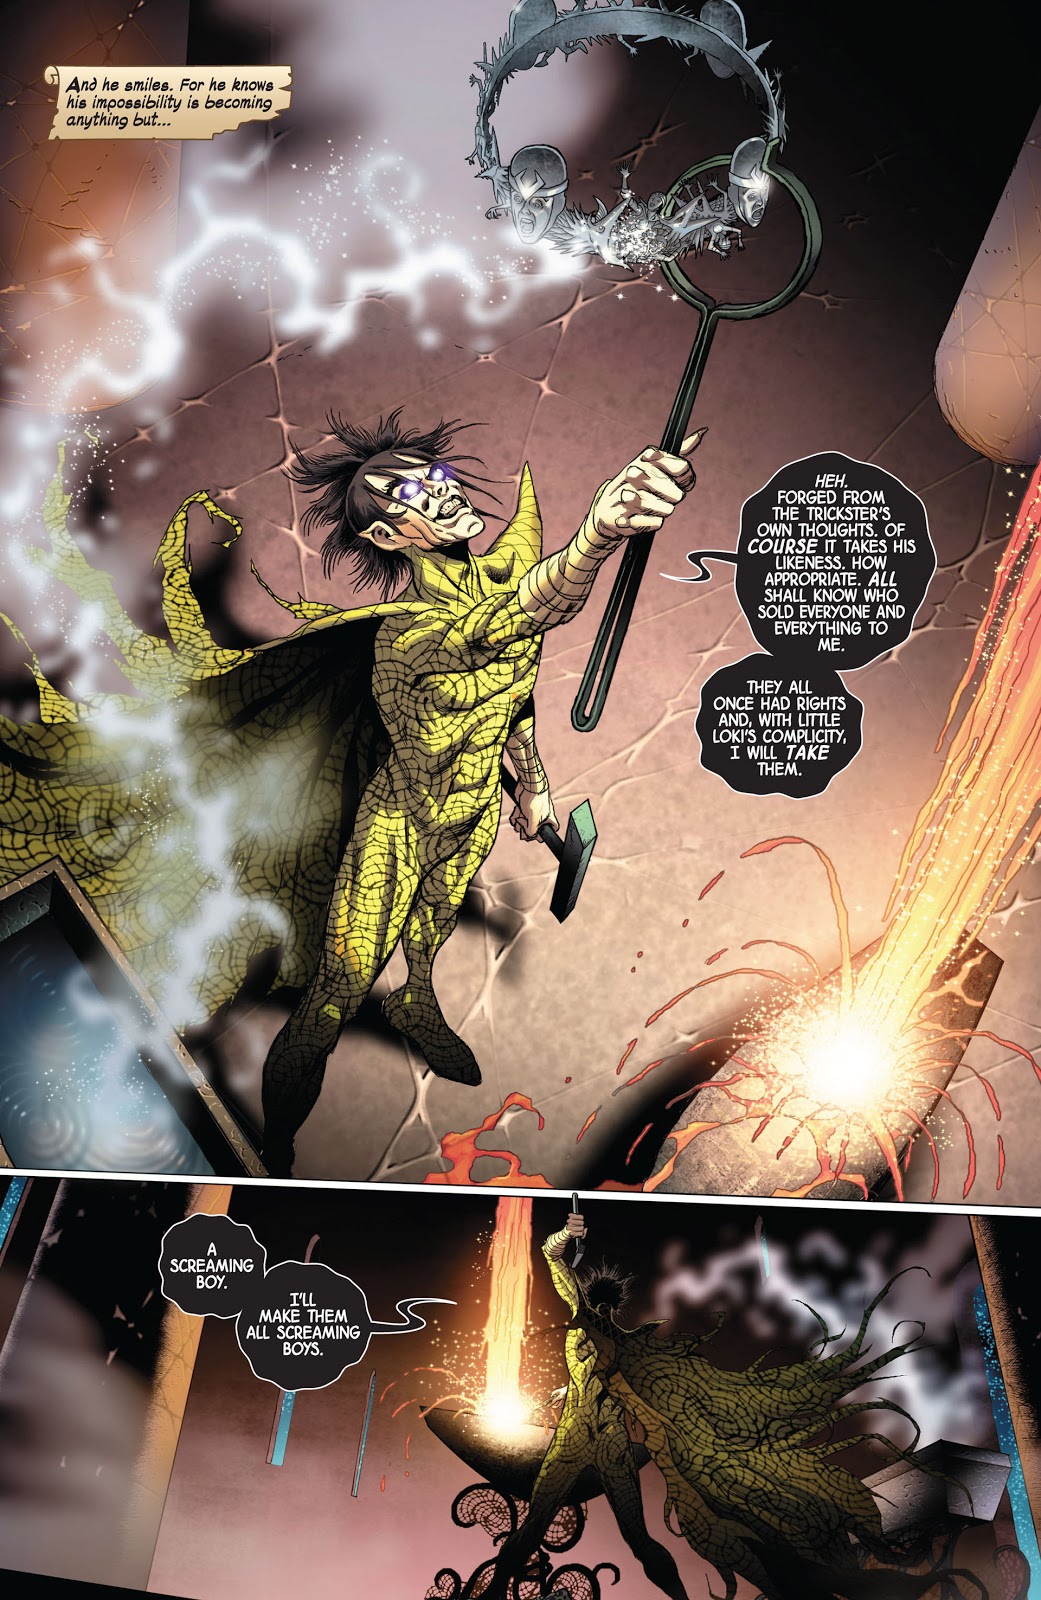 And he smiles. For he knows
his impossibility is becoming
anything but...
HEH.
FORGED FROM
THE TRICKSTER'S
OWN THOUGHTS. OF
COURSE IT TAKES HIS
LIKENESS. HOW
APPROPRIATE. ALL
SHALL KNOW WHO
SOLD EVERYONE AND
EVERYTHING TO
ME.
THEY ALL
ONCE HAD RIGHTS
AND, WITH LITTLE
LOKI'S COMPLICITY,
I WILL TAKE
THEM.
A
SCREAMING
BOY.
I'LL
MAKE THEM
ALL SCREAMING
BOYS.